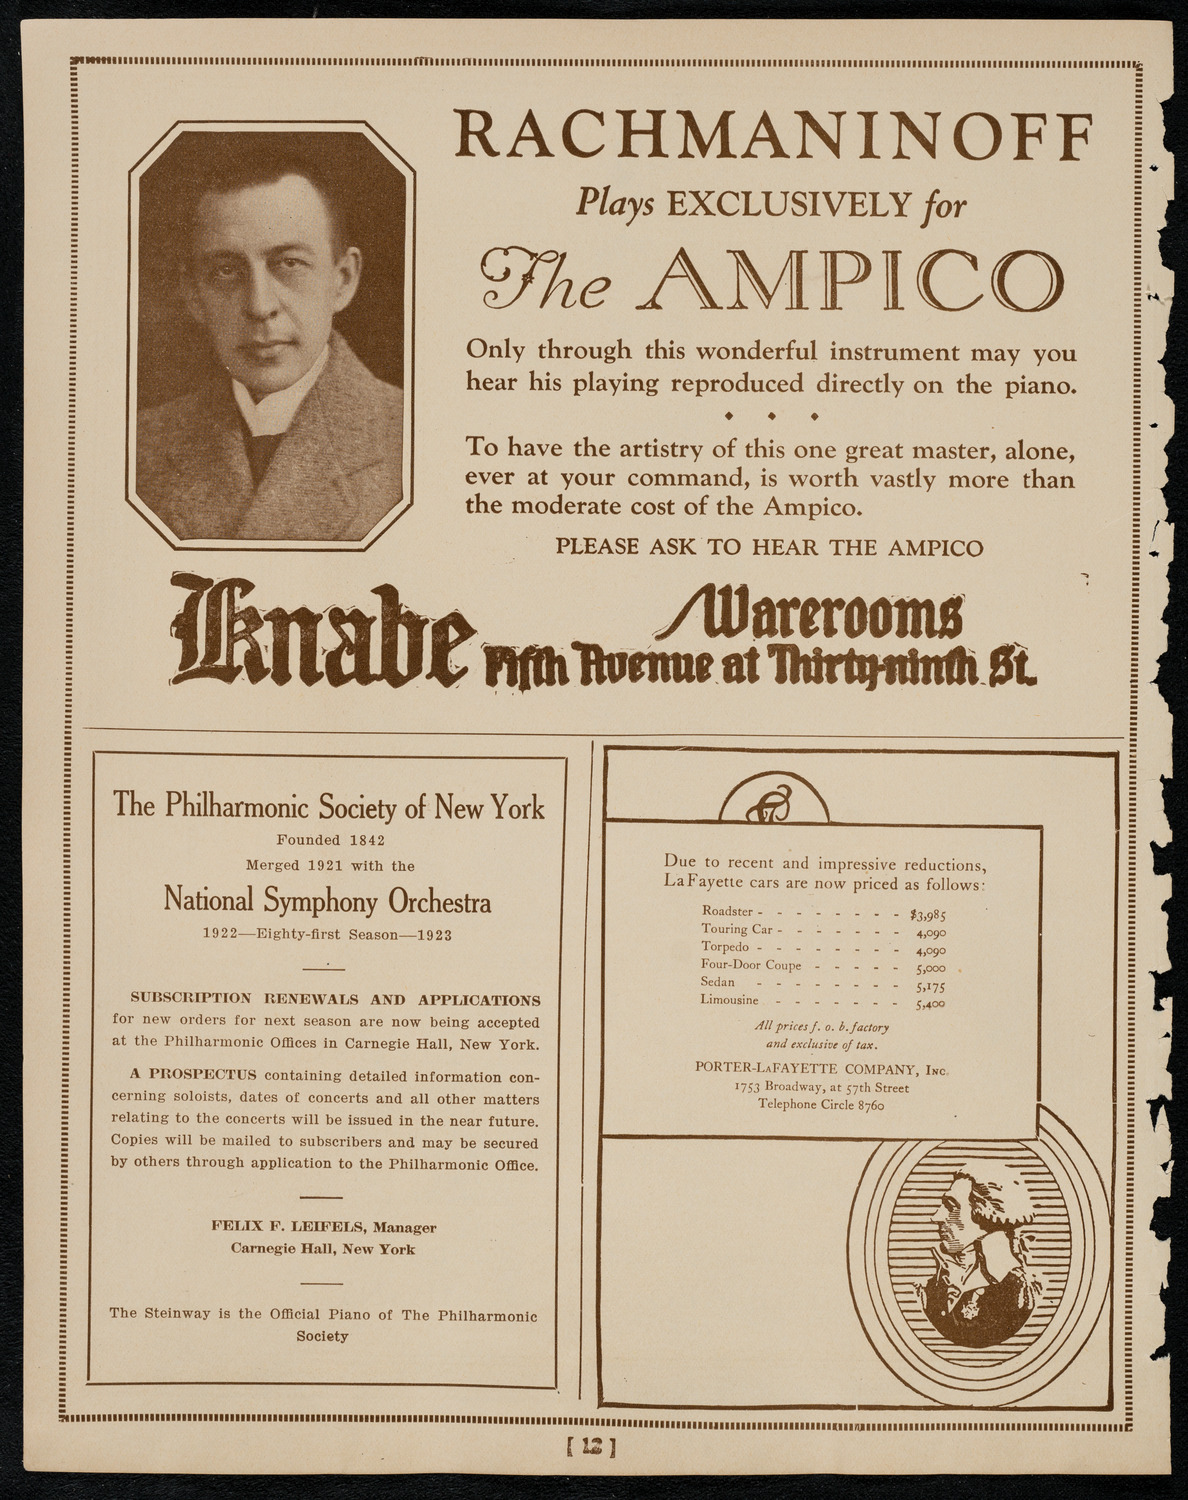 RACHMANINOFF
Plays EXCLUSIVELY for
The AMPICO
Only through this wonderful instrument may you
hear his playing reproduced directly on the piano.
To have the artistry of this one great master, alone,
ever at your command, is worth vastly more than
the moderate cost of the Ampico.
PLEASE ASK TO HEAR THE AMPICO
Knabe Warerooms
Fifth Avenue at Thirty-ninth St.
The Philharmonic Society of New York
Founded 1842
Merged 1921 with the
National Symphony Orchestra
1922—Eighty-first Season—1923
SUBSCRIPTION RENEWALS AND APPLICATIONS
for new orders for next season are now being accepted
at the Philharmonic Offices in Carnegie Hall, New York.
A PROSPECTUS containing detailed information con-
cerning soloists, dates of concerts and all other matters
relating to the concerts will be issued in the near future.
Copies will be mailed to subscribers and may be secured
by others through application to the Philharmonic Office.
FELIX F. LEIFELS, Manager
Carnegie Hall, New York
The Steinway is the Official Piano of The Philharmonic
Society
Due to recent and impressive reductions,
LaFayette cars are now priced as follows:
Roadster - - - - - - - - $3,985
Touring Car - - - - - - - 4,090
Torpedo - - - - - - - - 4,090
Four-Door Coupe - - - - - 5,000
Sedan - - - - - - - - 5,175
Limousine - - - - - - - 5,400
All prices f. o. b. factory
and exclusive of tax.
PORTER-LAFAYETTE COMPANY, Inc.
1753 Broadway, at 57th Street
Telephone Circle 8760
[ 12 ]